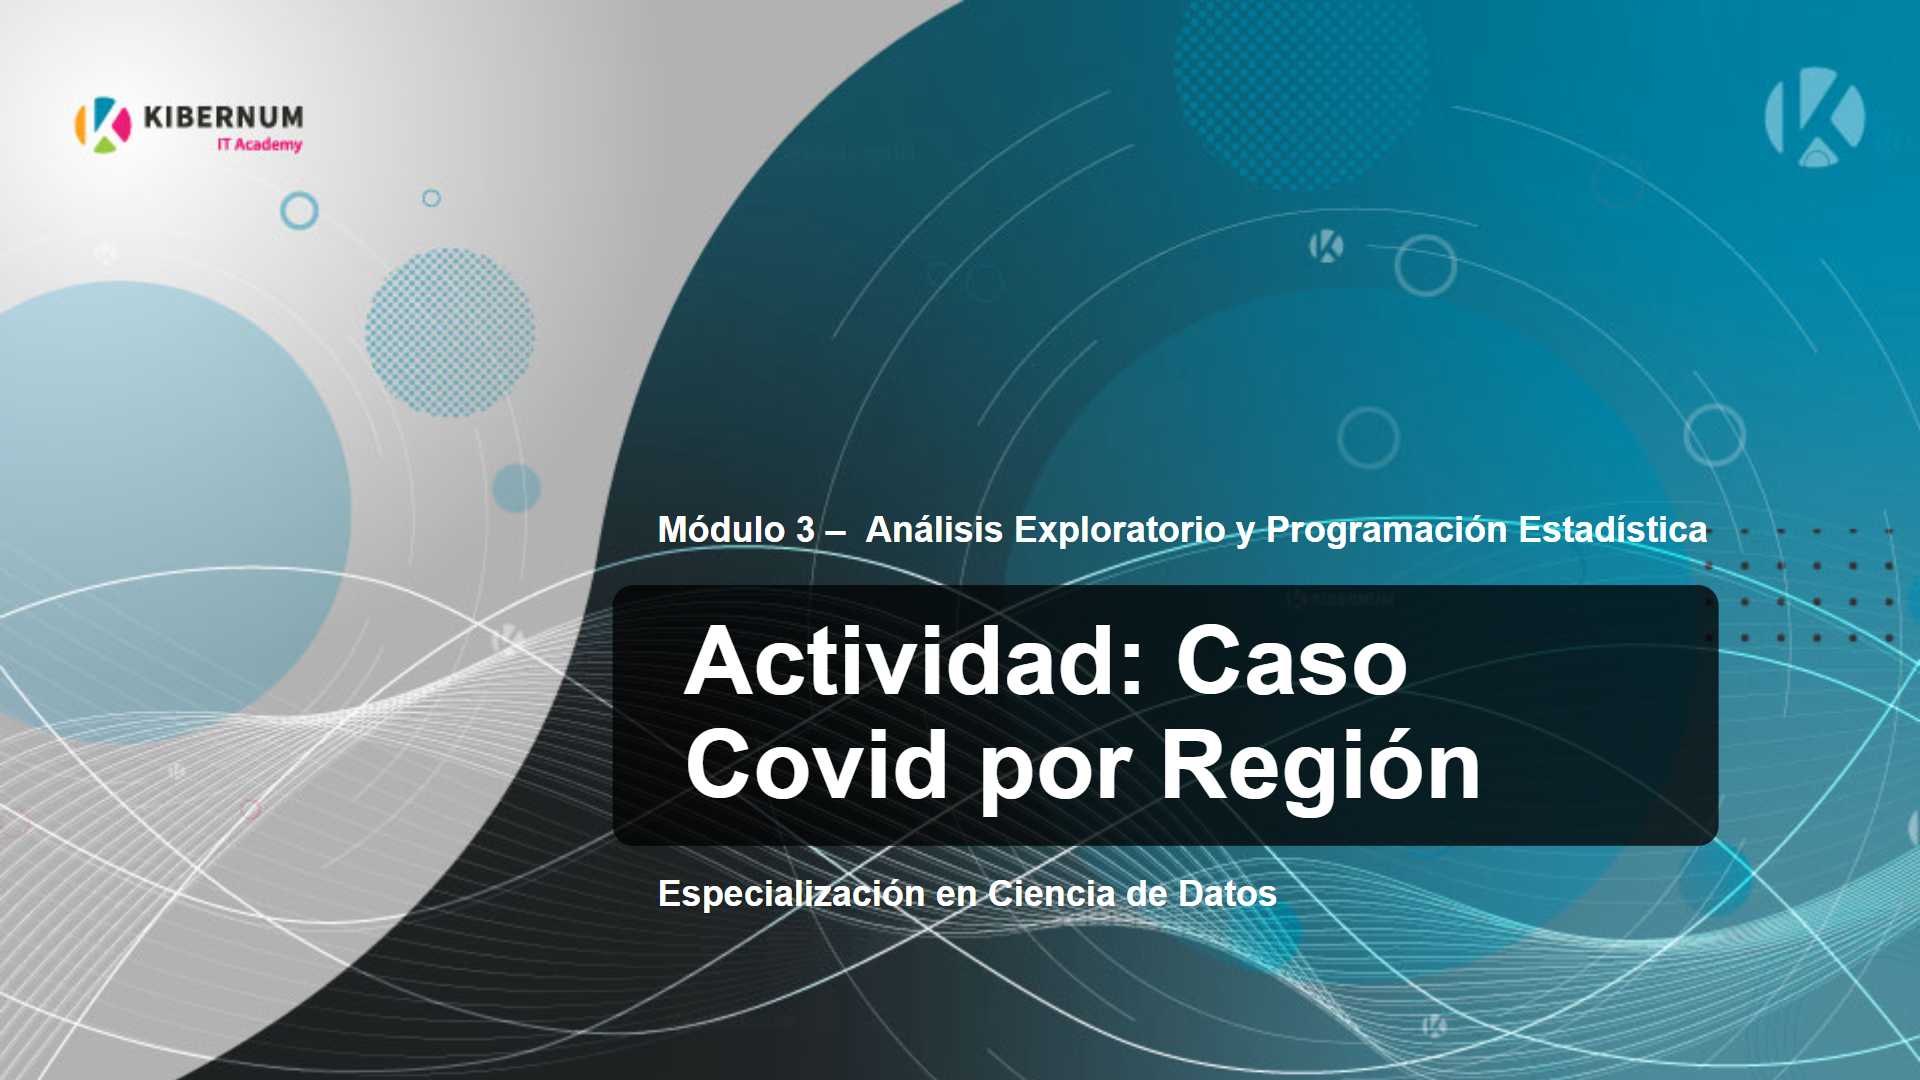 KIBERNUM
IT Academy
Módulo 3 – Análisis Exploratorio y Programación Estadística
KIBERNUM
Actividad: Caso
Covid por Región
Especialización en Ciencia de Datos